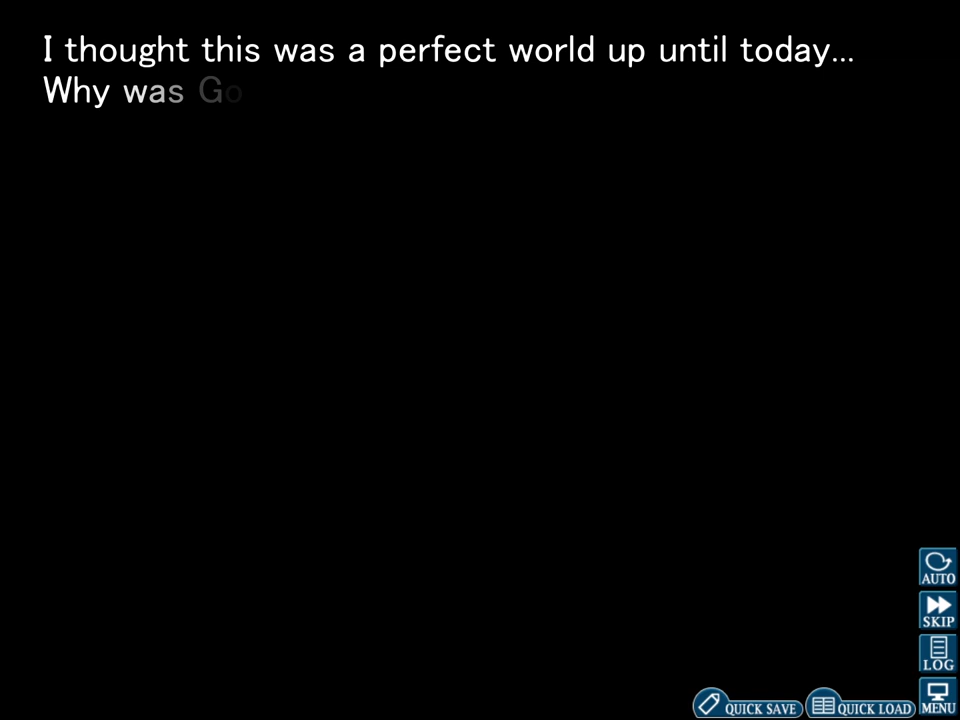 I thought this was a perfect world up until today...
Why was Go
AUTO
SKIP
LOG
QUICK SAVE
QUICK LOAD
MENU